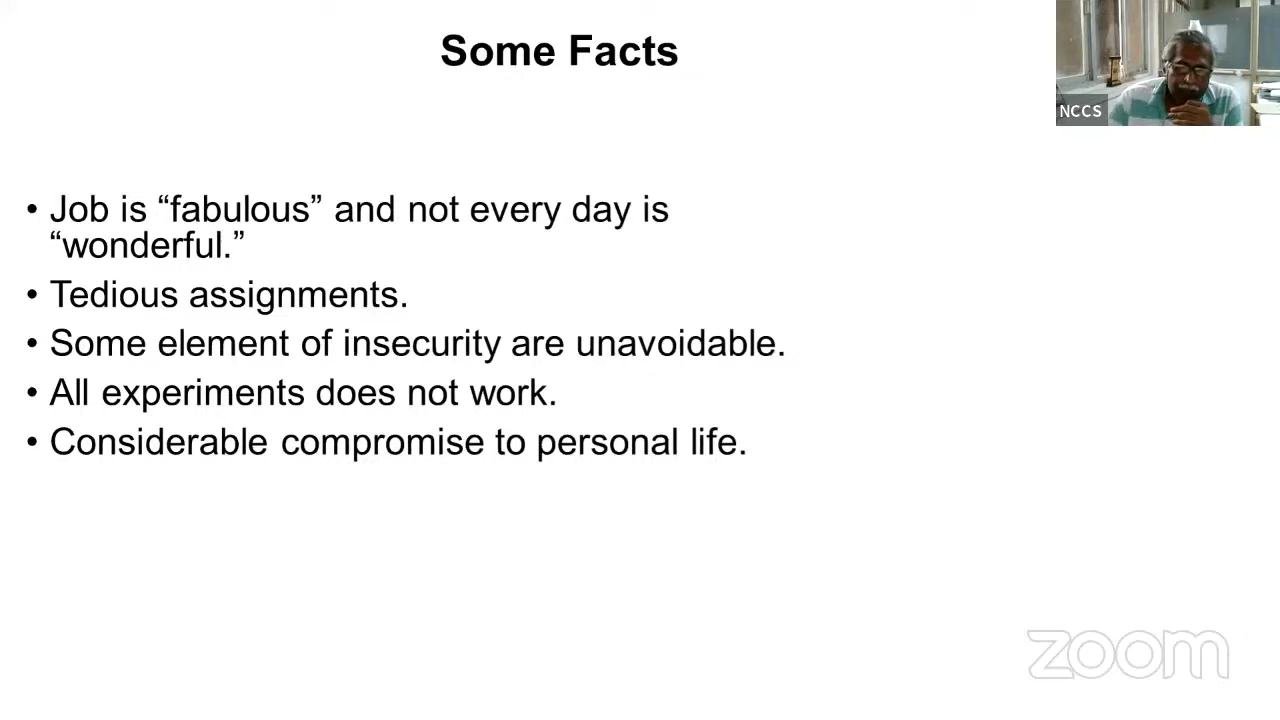 Some Facts
NCCS
• Job is “fabulous” and not every day is
“wonderful.”
• Tedious assignments.
• Some element of insecurity are unavoidable.
• All experiments does not work.
• Considerable compromise to personal life.
zoom